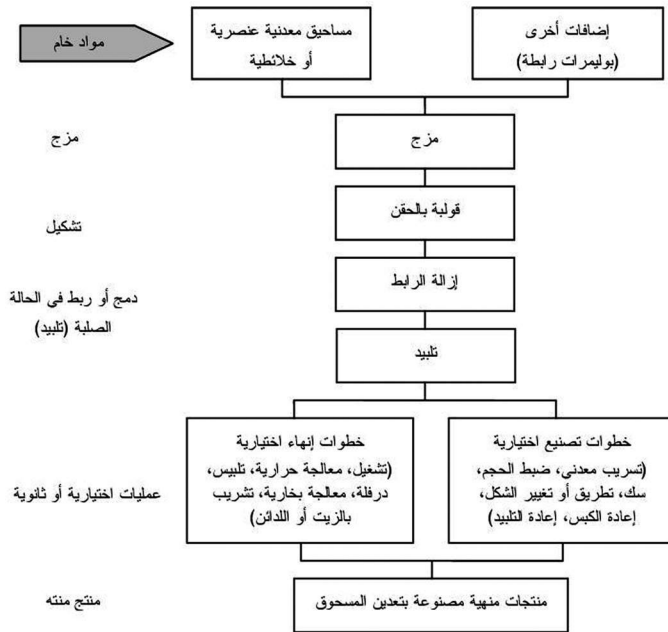 مواد خام
مساحيق معدنية عنصرية
أو خلائطية
إضافات أخرى
(بوليمرات رابطة)
مزج
مزج
تشكيل
قولبة بالحقن
إزالة الرابط
دمج أو ربط في الحالة
الصلبة (تلبيد)
تلبيد
خطوات تصنيع اختيارية
(تسريب معدني، ضبط الحجم،
سك، تطريق أو تغيير الشكل،
إعادة الكبس، إعادة التلبيد)
خطوات إنهاء اختيارية
(تشغيل، معالجة حرارية، تلبيس،
درفلة، معالجة بخارية، تشريب
بالزيت أو اللدائن)
عمليات اختيارية أو ثانوية
منتجات منهية مصنوعة بتعدين المسحوق
منتج منته